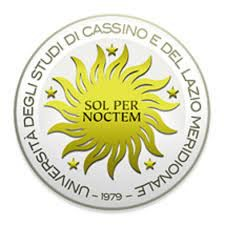 UNIVERSITÀ DEGLI STUDI DI CASSINO E DEL LAZIO MERIDIONALE
SOL PER
NOCTEM
- 1979 -